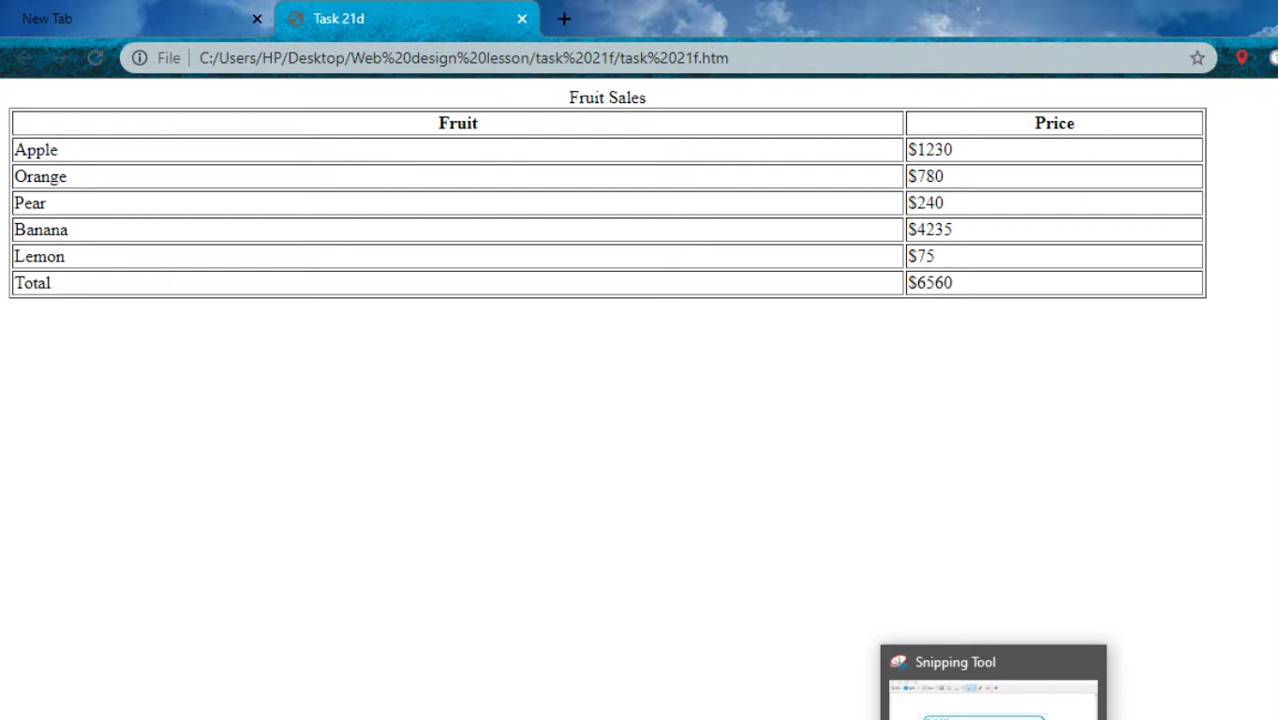 New Tab
Task 21d
File C:/Users/HP/Desktop/Web%20design%20lesson/task%2021f/task%2021f.htm
Fruit Sales
Fruit Price
Apple $1230
Orange $780
Pear $240
Banana $4235
Lemon $75
Total $6560
Snipping Tool